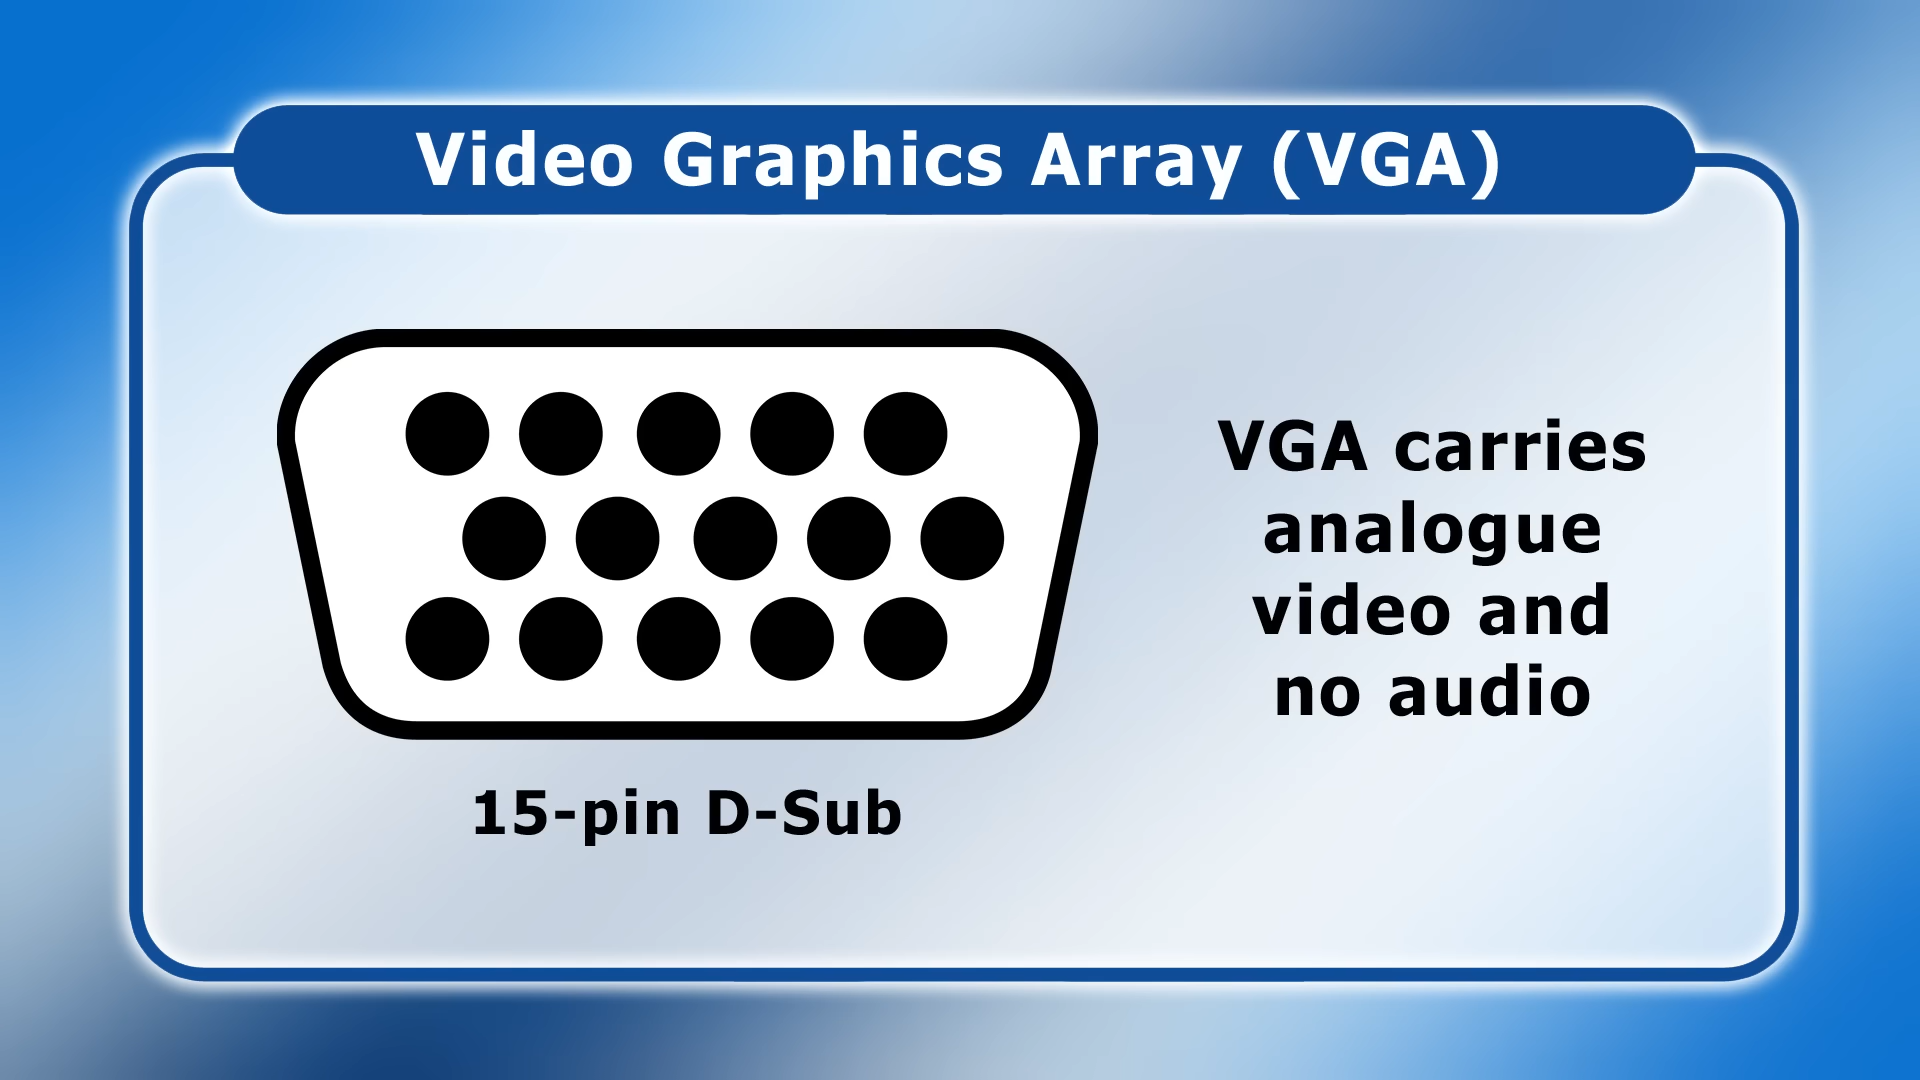 Video Graphics Array (VGA)
VGA carries
analogue
video and
no audio
15-pin D-Sub